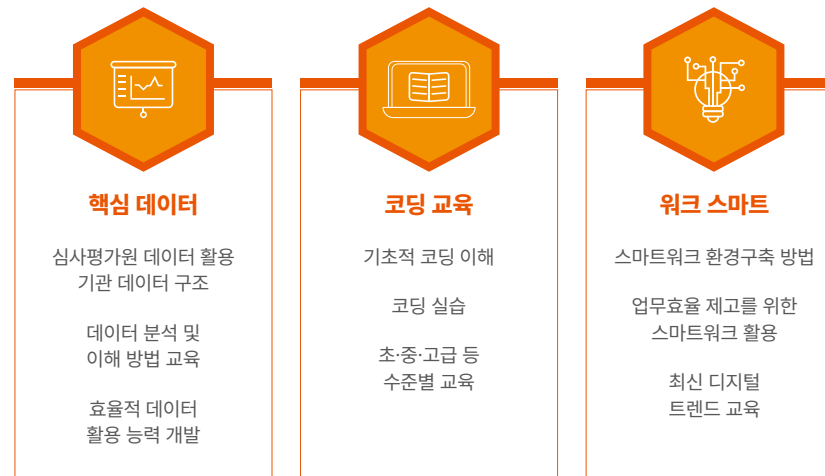 핵심 데이터
심사평가원 데이터 활용
기관 데이터 구조
데이터 분석 및
이해 방법 교육
효율적 데이터
활용 능력 개발
코딩 교육
기초적 코딩 이해
코딩 실습
초·중·고급 등
수준별 교육
워크 스마트
스마트워크 환경구축 방법
업무효율 제고를 위한
스마트워크 활용
최신 디지털
트렌드 교육